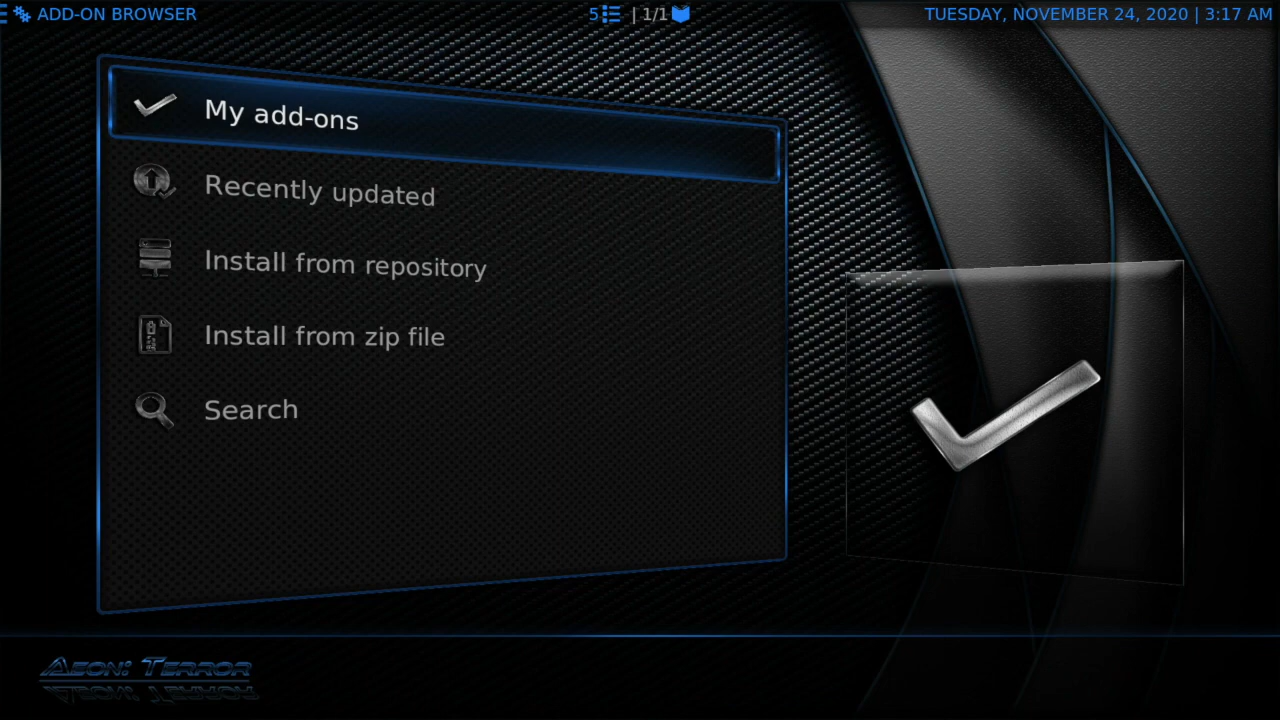 ADD-ON BROWSER
5 | 1/1
TUESDAY, NOVEMBER 24, 2020 | 3:17 AM
My add-ons
Recently updated
Install from repository
Install from zip file
Search
AEON: TERROR